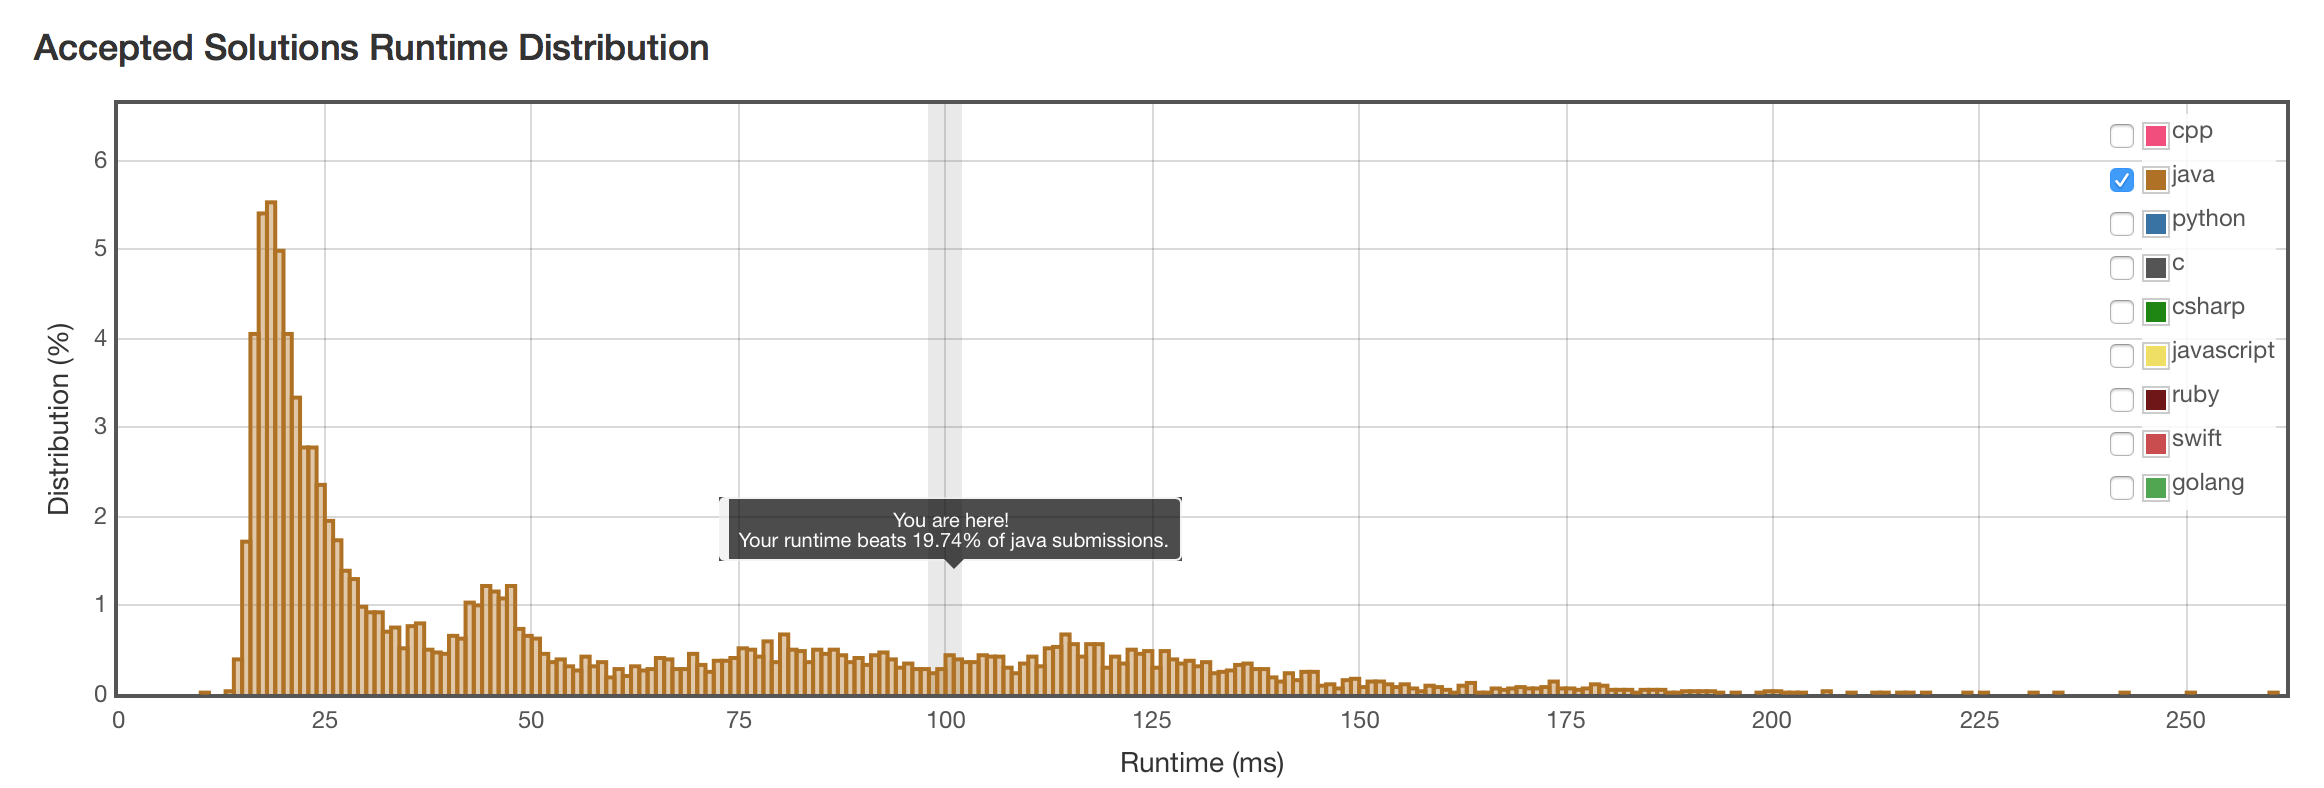 Accepted Solutions Runtime Distribution
6
5
4
3
2
1
0
Distribution (%)
cpp
java
python
c
csharp
javascript
ruby
swift
golang
You are here!
Your runtime beats 19.74% of java submissions.
0 25 50 75 100 125 150 175 200 225 250
Runtime (ms)